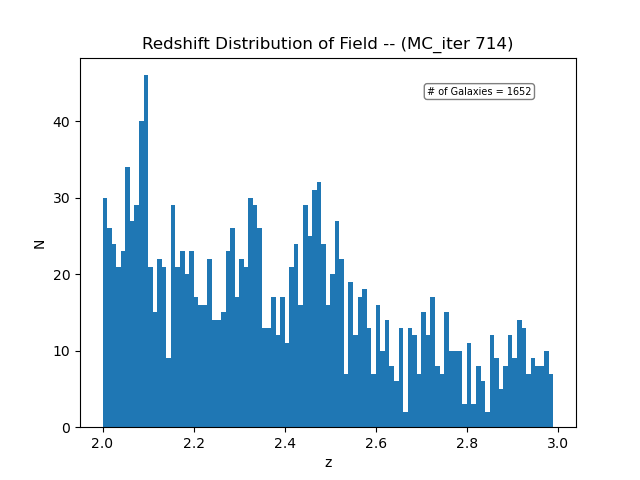 Redshift Distribution of Field -- (MC_iter 714)
# of Galaxies = 1652
N
40
30
20
10
0
2.0 2.2 2.4 2.6 2.8 3.0
z